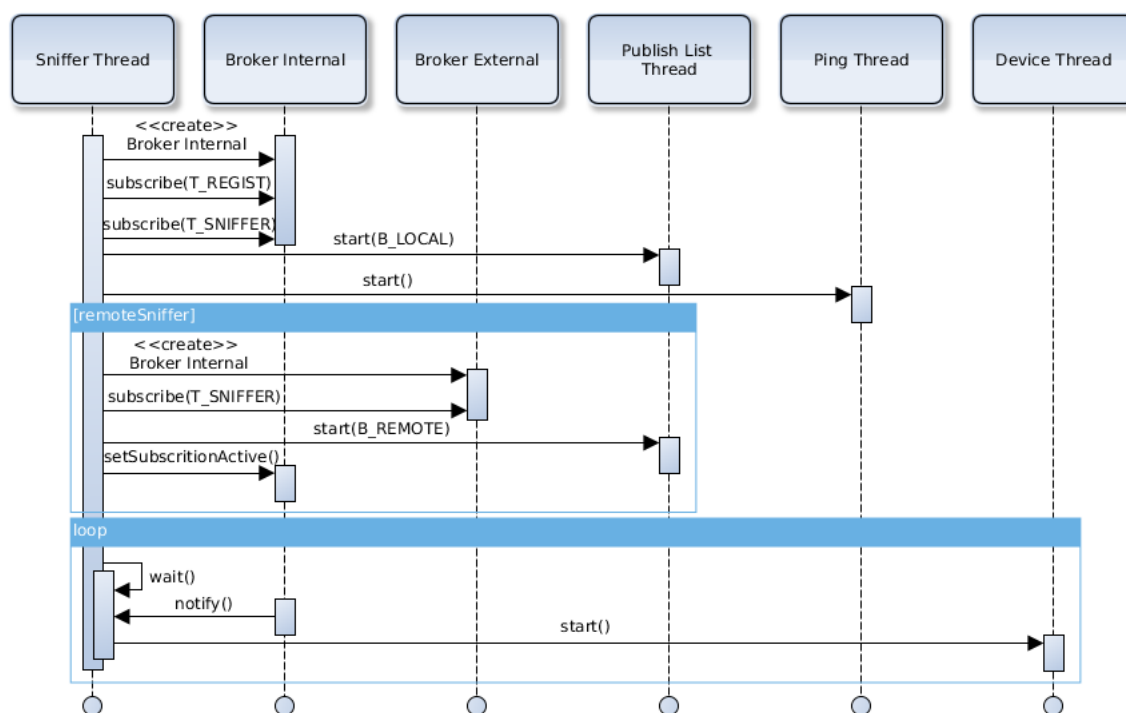 Sniffer Thread
Broker Internal
Broker External
Publish List
Thread
Ping Thread
Device Thread
<<create>>
Broker Internal
subscribe(T_REGIST)
subscribe(T_SNIFFER)
start(B_LOCAL)
start()
[remoteSniffer]
<<create>>
Broker Internal
subscribe(T_SNIFFER)
start(B_REMOTE)
setSubscritionActive()
loop
wait()
notify()
start()